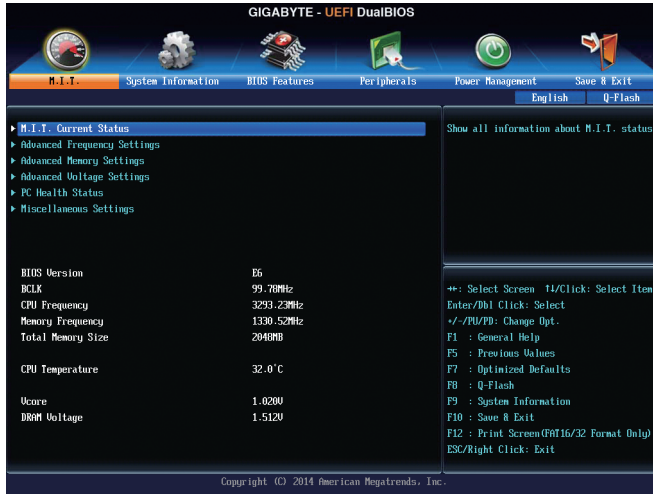 GIGABYTE - UEFI DualBIOS
M.I.T.
System Information
BIOS Features
Peripherals
Power Management
Save & Exit
English
Q-Flash
M.I.T. Current Status
Advanced Frequency Settings
Advanced Memory Settings
Advanced Voltage Settings
PC Health Status
Miscellaneous Settings
Show all information about M.I.T. status
BIOS Version E6
BCLK 99.78MHz
CPU Frequency 3293.23MHz
Memory Frequency 1330.52MHz
Total Memory Size 2048MB
CPU Temperature 32.0°C
Vcore 1.020V
DRAM Voltage 1.512V
→←: Select Screen ↑↓/Click: Select Item
Enter/Dbl Click: Select
+/-/PU/PD: Change Opt.
F1 : General Help
F5 : Previous Values
F7 : Optimized Defaults
F8 : Q-Flash
F9 : System Information
F10 : Save & Exit
F12 : Print Screen(FAT16/32 Format Only)
ESC/Right Click: Exit
Copyright (C) 2014 American Megatrends, Inc.